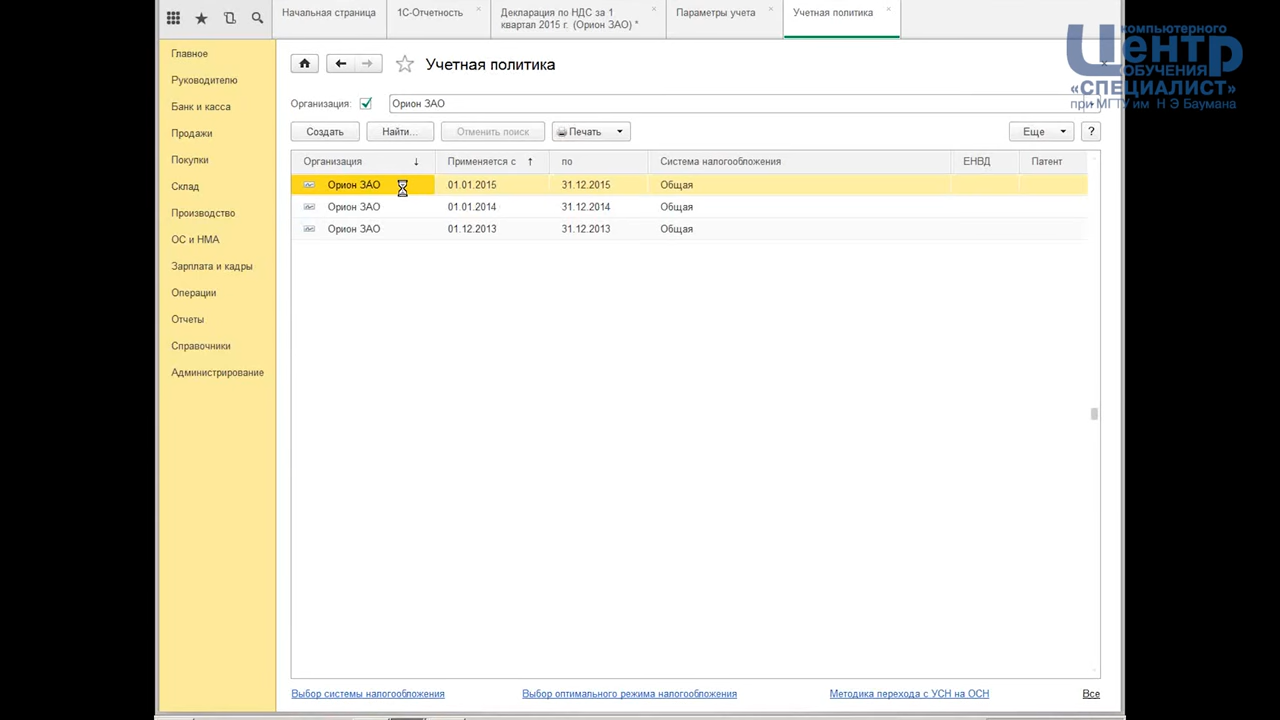 Начальная страница
1С-Отчетность
Декларация по НДС за 1
квартал 2015 г. (Орион ЗАО) *
Параметры учета
Учетная политика
компьютерного
Центр
ОБУЧЕНИЯ
«СПЕЦИАЛИСТ»
при МГТУ им Н Э Баумана
Главное
Руководителю
Банк и касса
Продажи
Покупки
Склад
Производство
ОС и НМА
Зарплата и кадры
Операции
Отчеты
Справочники
Администрирование
Учетная политика
Организация: Орион ЗАО
Создать Найти... Отменить поиск Печать Еще ?
Организация ↓ Применяется с ↑ по Система налогообложения ЕНВД Патент
Орион ЗАО 01.01.2015 31.12.2015 Общая
Орион ЗАО 01.01.2014 31.12.2014 Общая
Орион ЗАО 01.12.2013 31.12.2013 Общая
Выбор системы налогообложения Выбор оптимального режима налогообложения Методика перехода с УСН на ОСН Все